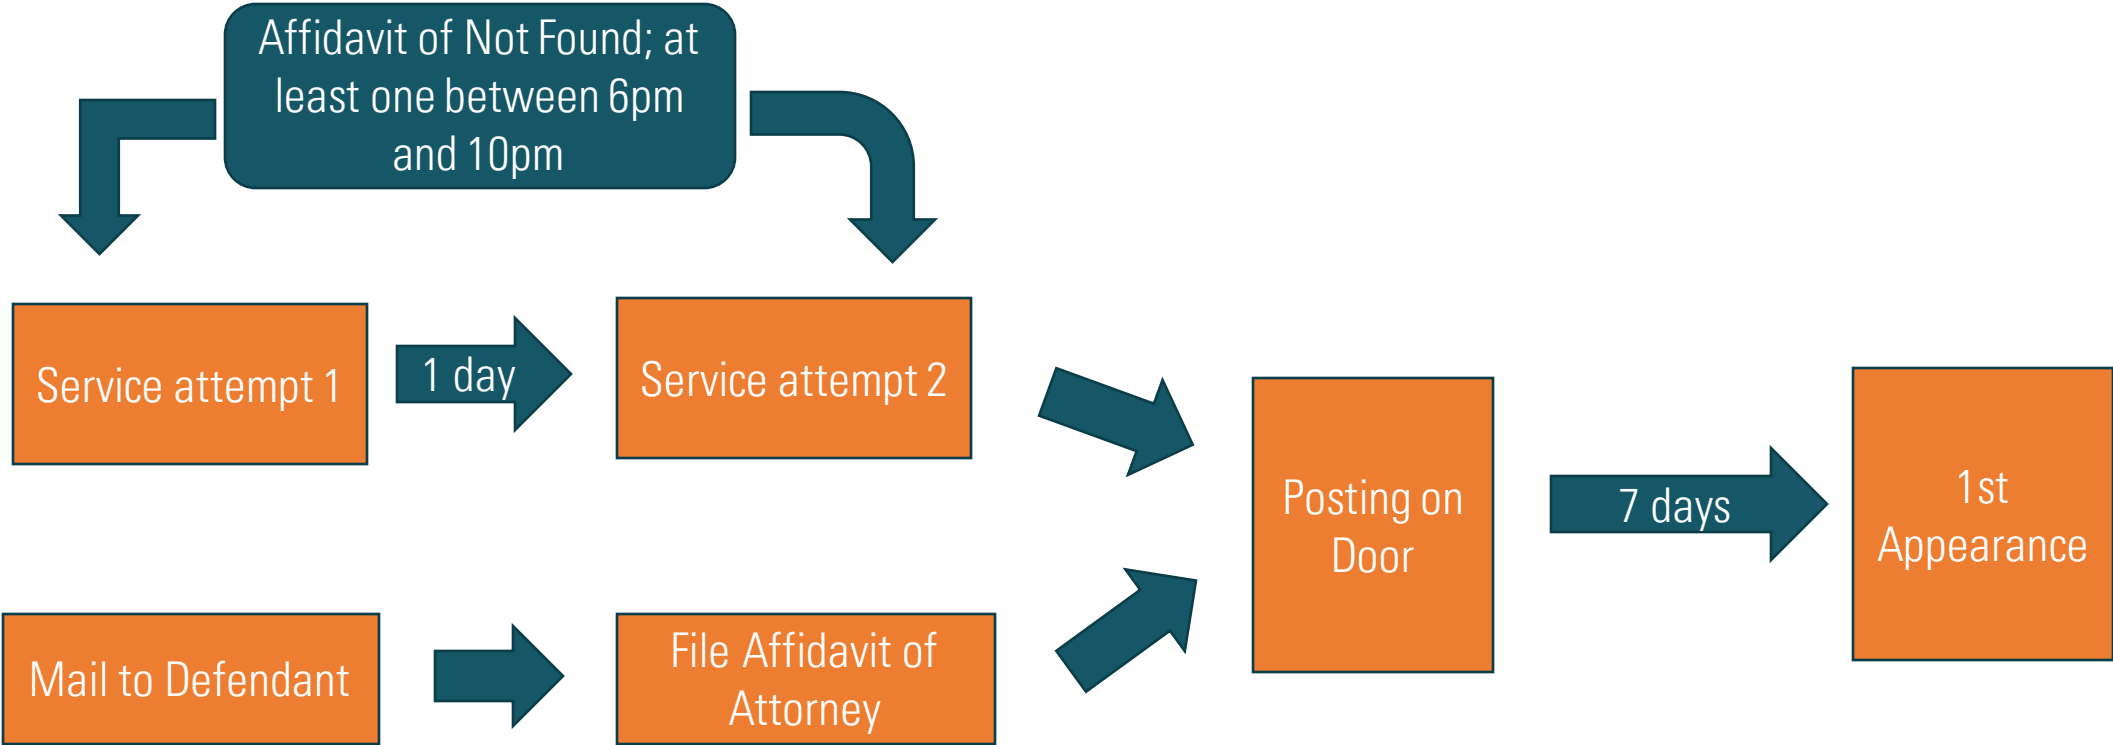 Affidavit of Not Found; at
least one between 6pm
and 10pm
Service attempt 1
1 day
Service attempt 2
Mail to Defendant
File Affidavit of
Attorney
Posting on
Door
7 days
1st
Appearance